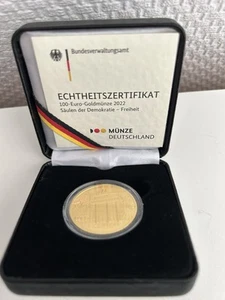 Bundesverwaltungsamt
ECHTHEITSZERTIFIKAT
100-Euro-Goldmünze 2022
Säulen der Demokratie – Freiheit
MÜNZE
DEUTSCHLAND